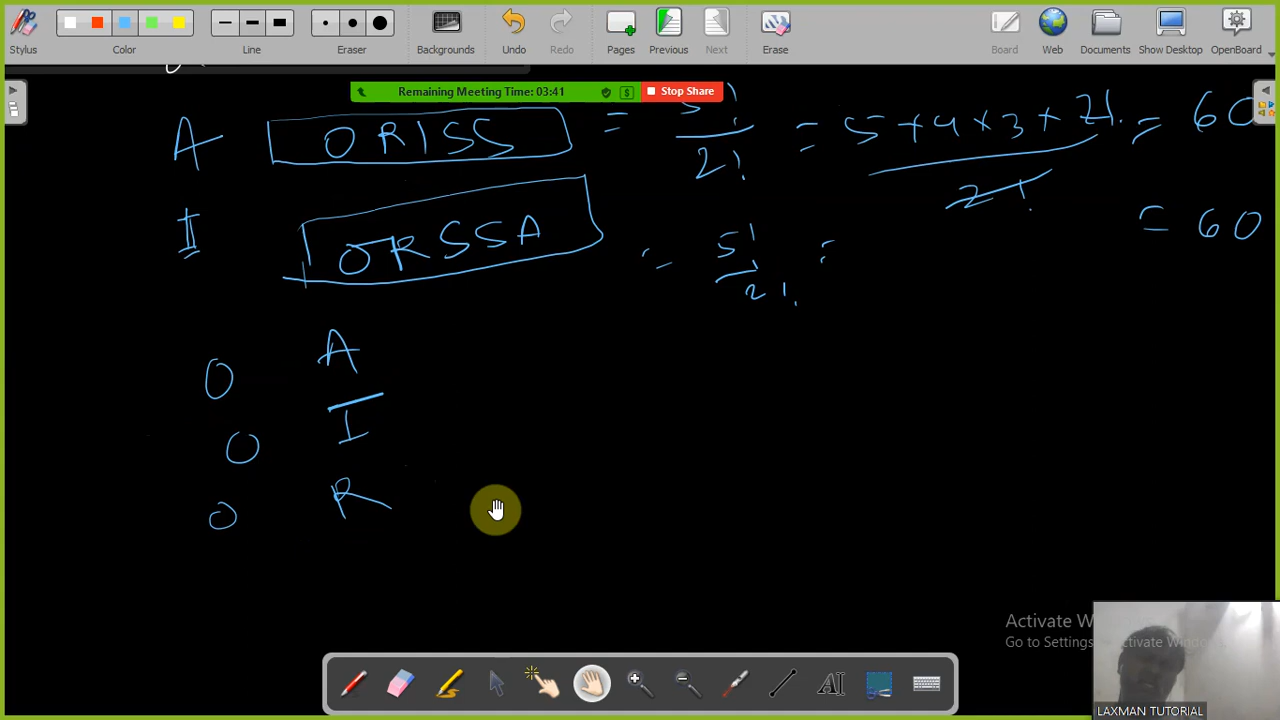 Stylus
Color
Line
Eraser
Backgrounds
Undo
Redo
Pages
Previous
Next
Erase
Board
Web
Documents
Show Desktop
OpenBoard
Remaining Meeting Time: 03:41
Stop Share
A ORISS = 5!/2! = 5 × 4 × 3 × 2!/2! = 60
I ORSSA = 5!/2! = = 60
O A
O I
O R
Activate W
Go to Settings
ctivate Window
LAXMAN TUTORIAL